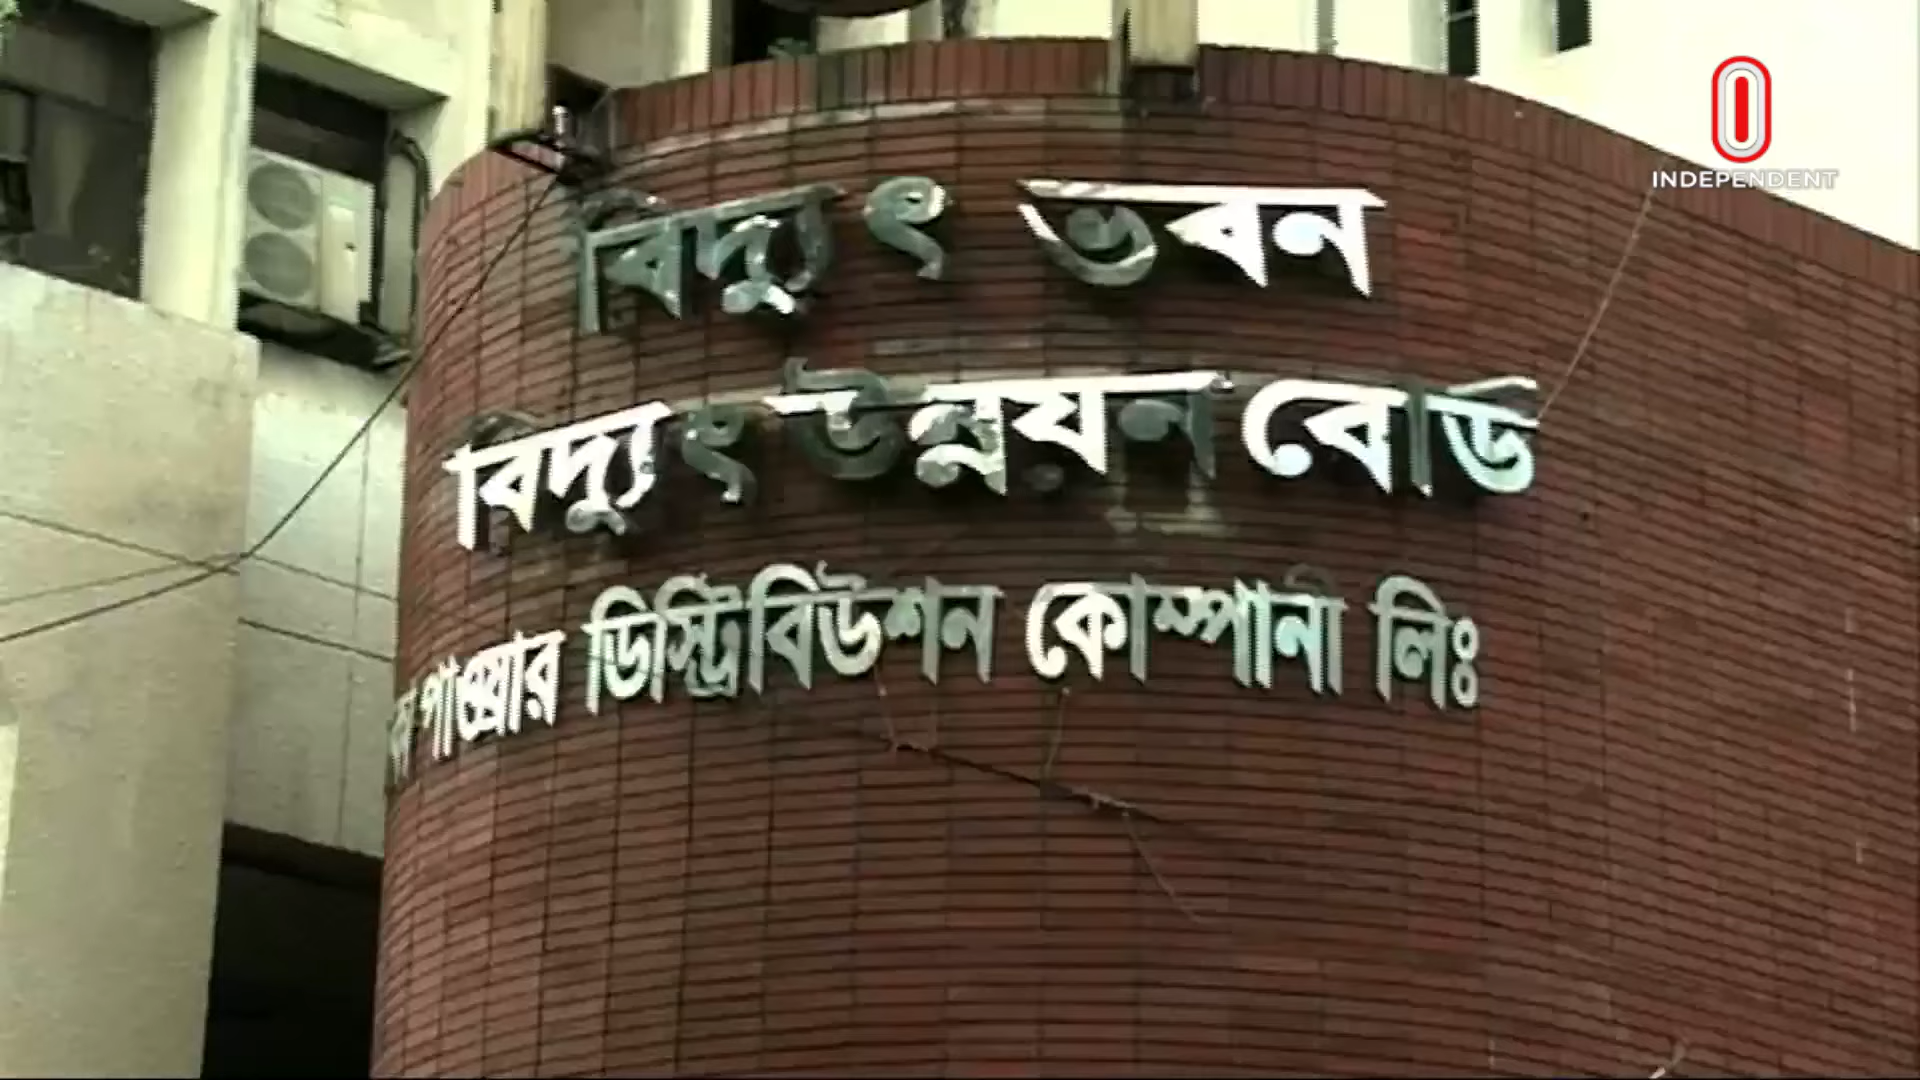 INDEPENDENT
বিদ্যুৎ ভবন
বিদ্যুৎ উন্নয়ন বোর্ড
পাওয়ার ডিস্ট্রিবিউশন কোম্পানী লিঃ